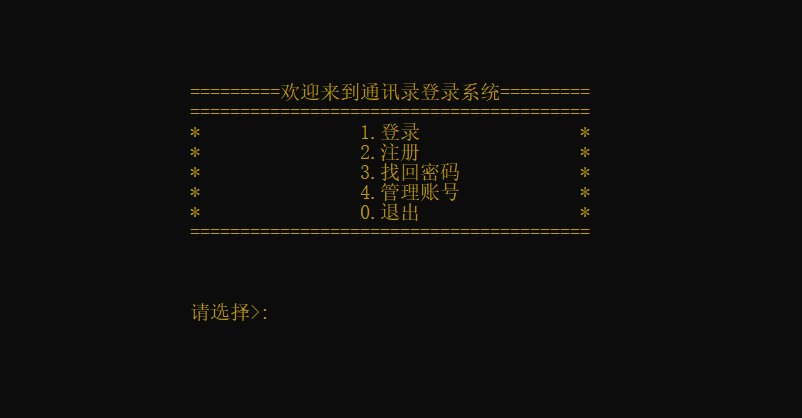 =========欢迎来到通讯录登录系统=========
========================================
*                1.登录                *
*                2.注册                *
*                3.找回密码            *
*                4.管理账号            *
*                0.退出                *
========================================
请选择>: